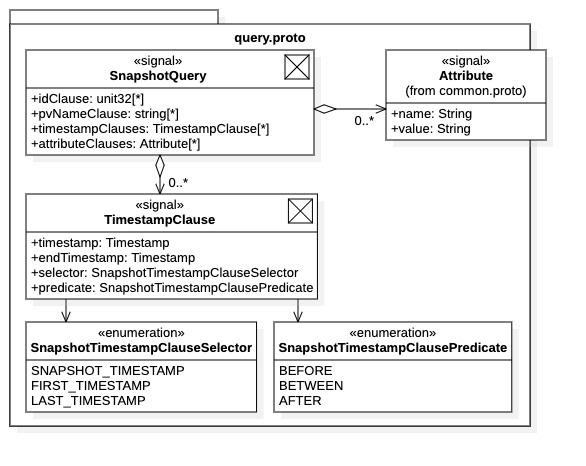 query.proto
«signal»
SnapshotQuery
+idClause: unit32[*]
+pvNameClause: string[*]
+timestampClauses: TimestampClause[*]
+attributeClauses: Attribute[*]
«signal»
Attribute
(from common.proto)
+name: String
+value: String
0..*
0..*
«signal»
TimestampClause
+timestamp: Timestamp
+endTimestamp: Timestamp
+selector: SnapshotTimestampClauseSelector
+predicate: SnapshotTimestampClausePredicate
«enumeration»
SnapshotTimestampClauseSelector
SNAPSHOT_TIMESTAMP
FIRST_TIMESTAMP
LAST_TIMESTAMP
«enumeration»
SnapshotTimestampClausePredicate
BEFORE
BETWEEN
AFTER